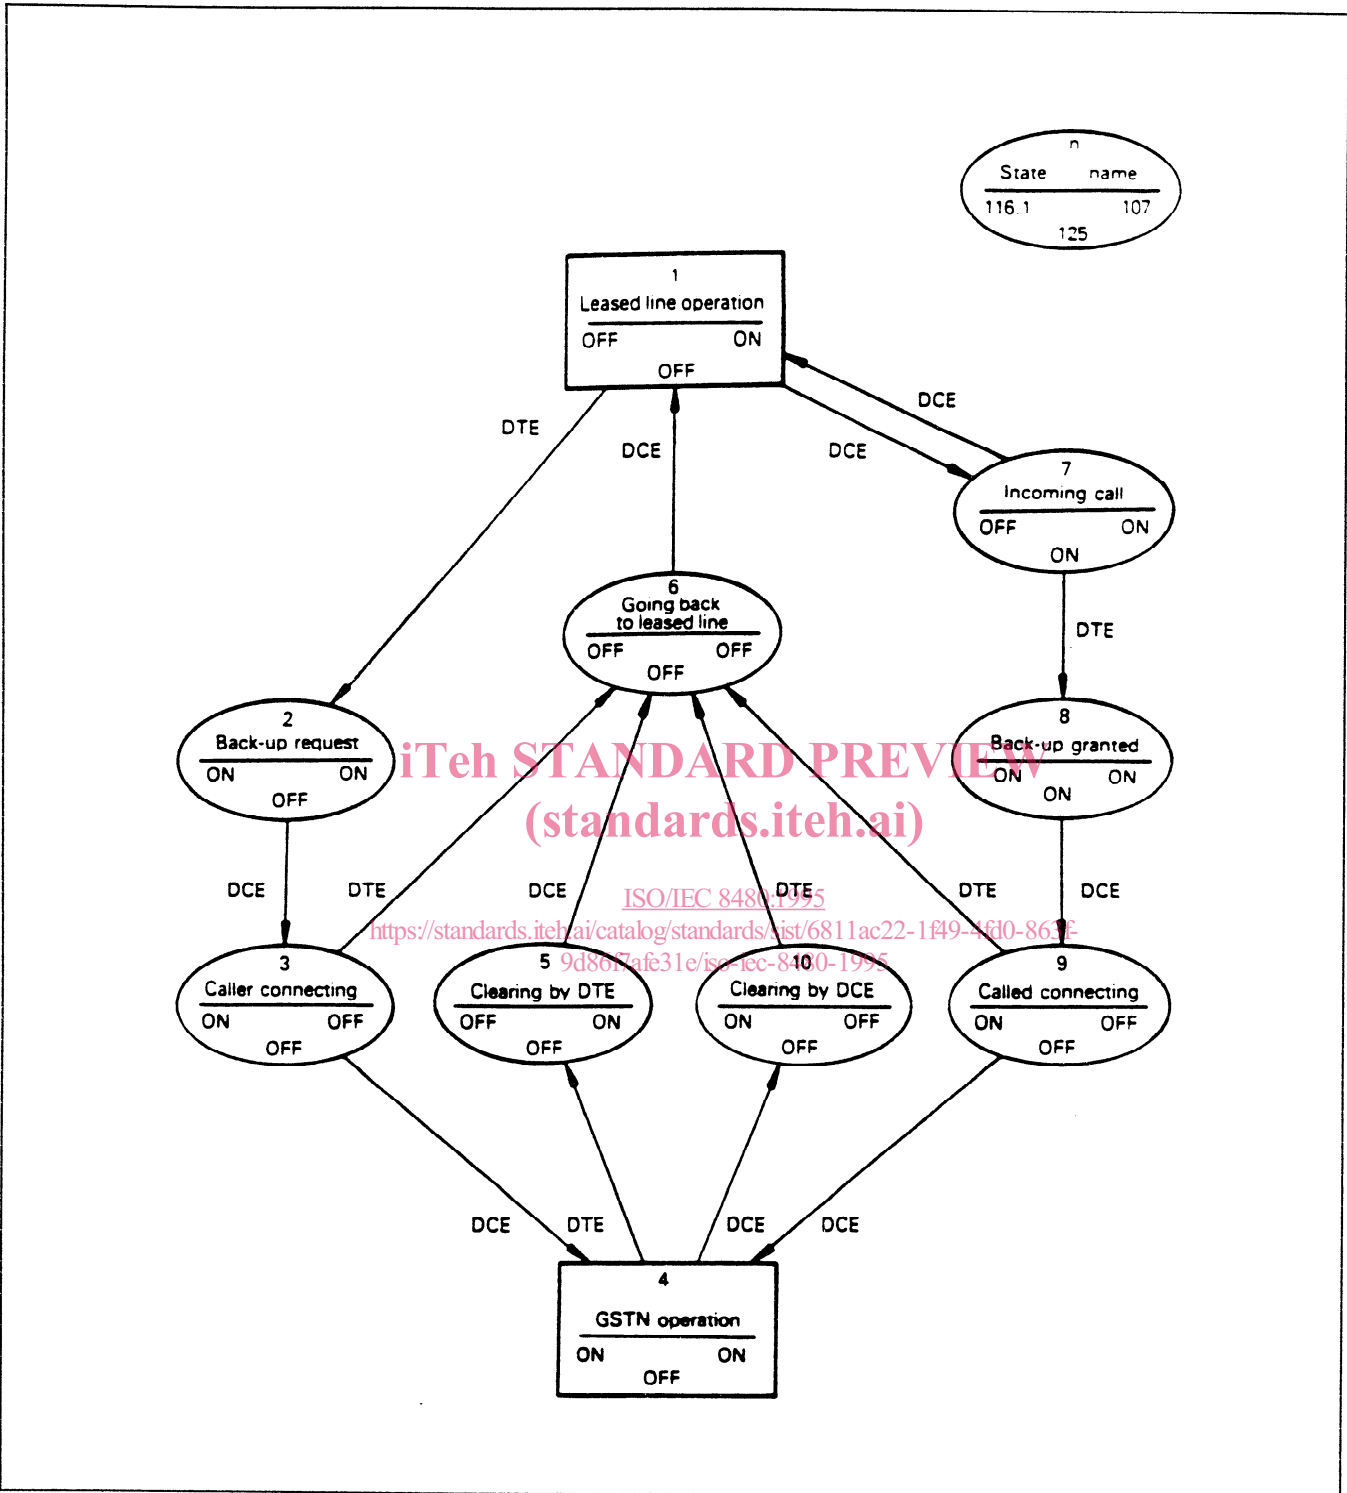 n
State name
116.1 107
125
1
Leased line operation
OFF ON
OFF
DTE
DCE
DCE
DCE
7
Incoming call
OFF ON
ON
6
Going back
to leased line
OFF OFF
OFF
DTE
2
Back-up request
ON ON
OFF
8
Back-up granted
ON ON
ON
iTeh STANDARD PREVIEW
(standards.iteh.ai)
DCE
DTE
DCE
DTE
DTE
DCE
ISO/IEC 8480:1995
https://standards.iteh.ai/catalog/standards/sist/6811ac22-1f49-4fd0-863f-
9d86f7afe31e/iso-iec-8480-1995
3
Caller connecting
ON OFF
OFF
5
Clearing by DTE
OFF ON
OFF
10
Clearing by DCE
ON OFF
OFF
9
Called connecting
ON OFF
OFF
DCE
DTE
DCE
DCE
4
GSTN operation
ON ON
OFF